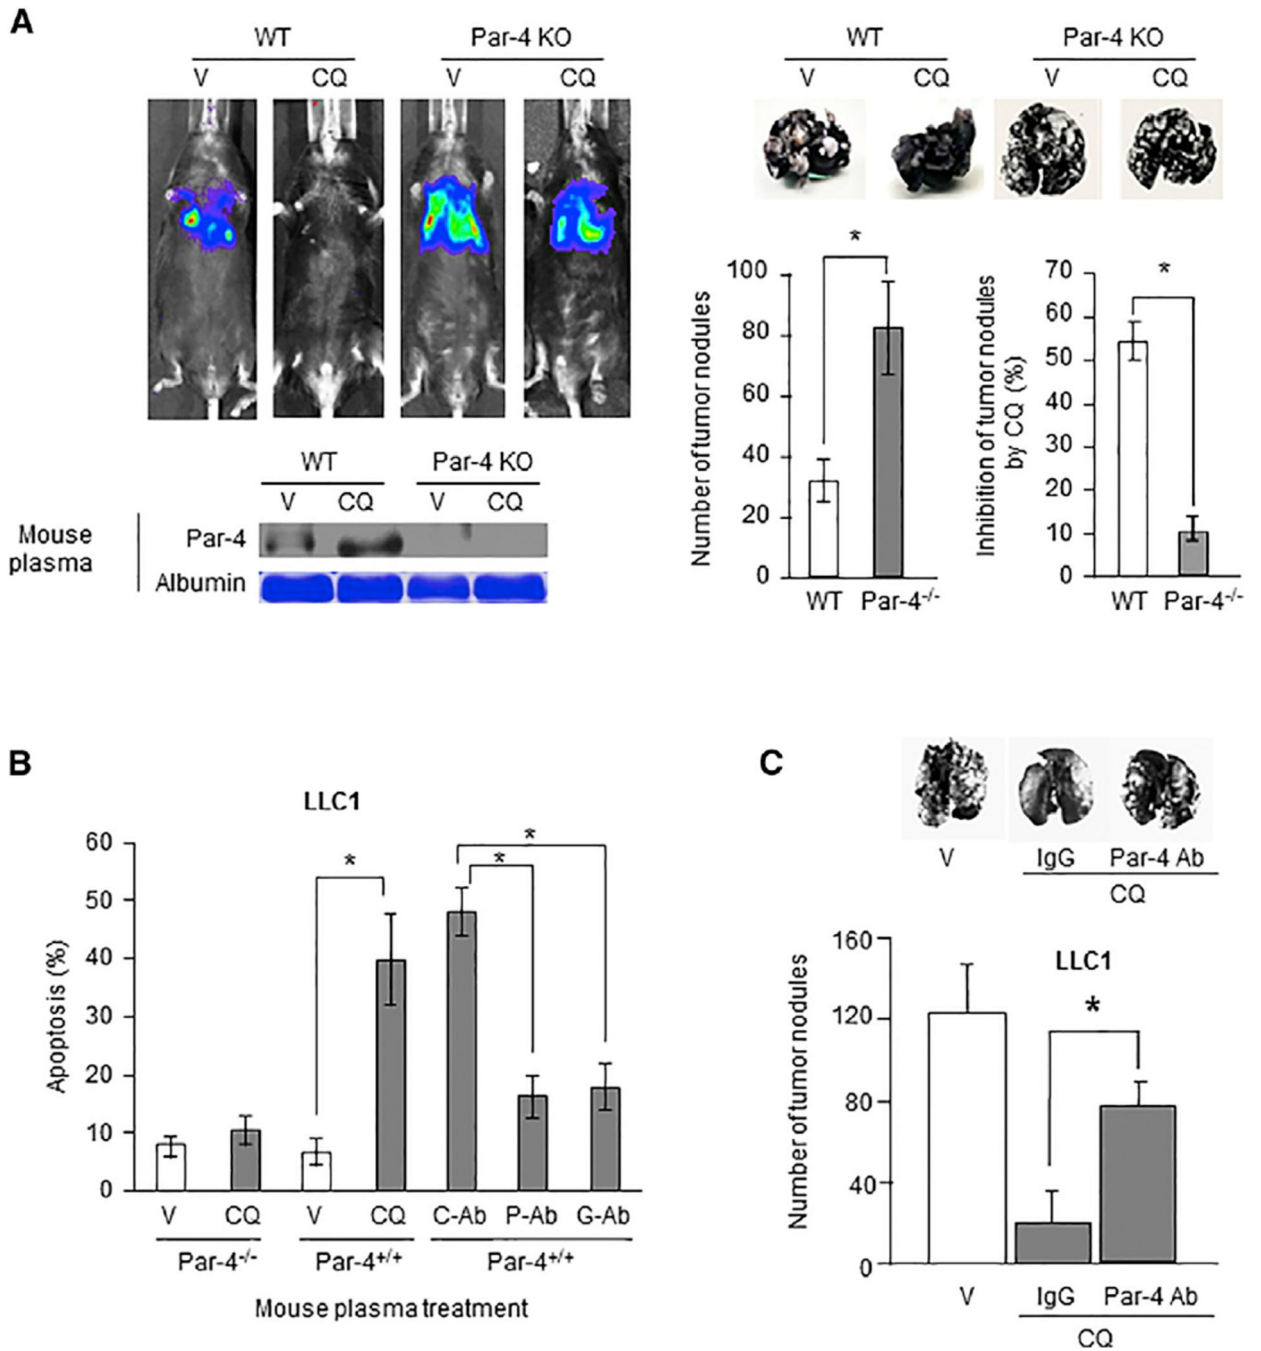 A
WT Par-4 KO
V CQ V CQ
WT Par-4 KO
V CQ V CQ
Mouse plasma
Par-4
Albumin
WT Par-4 KO
V CQ V CQ
Number of tumor nodules
100
80
60
40
20
0
*
WT Par-4-/-
Inhibition of tumor nodules
by CQ (%)
70
60
50
40
30
20
10
0
*
WT Par-4-/-
B
LLC1
Apoptosis (%)
60
50
40
30
20
10
0
* * *
V CQ V CQ C-Ab P-Ab G-Ab
Par-4-/- Par-4+/+ Par-4+/+
Mouse plasma treatment
C
V IgG Par-4 Ab
CQ
LLC1
Number of tumor nodules
160
120
80
40
0
*
V IgG Par-4 Ab
CQ